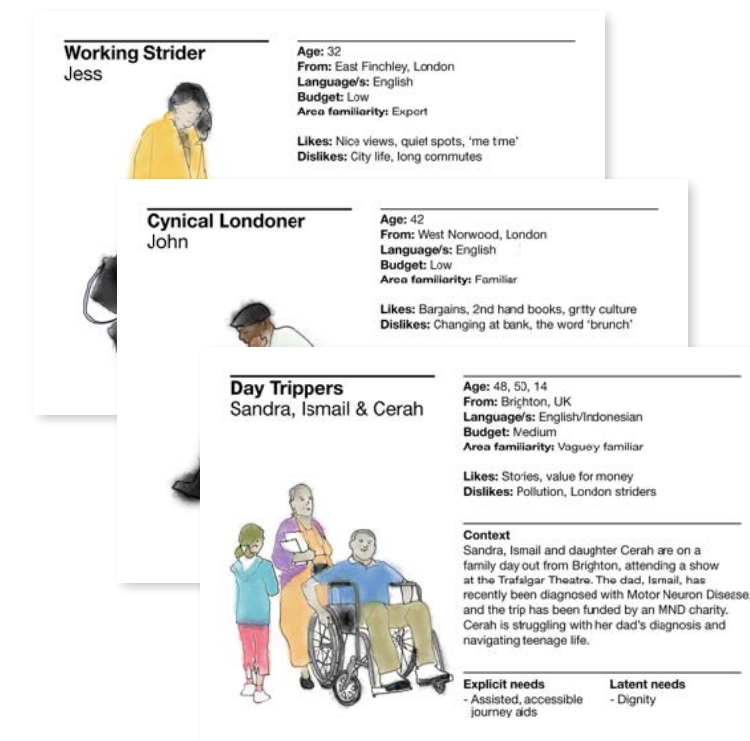 Working Strider
Jess
Age: 32
From: East Finchley, London
Language/s: English
Budget: Low
Area familiarity: Expert
Likes: Nice views, quiet spots, ‘me time’
Dislikes: City life, long commutes
Cynical Londoner
John
Age: 42
From: West Norwood, London
Language/s: English
Budget: Low
Area familiarity: Familiar
Likes: Bargains, 2nd hand books, gritty culture
Dislikes: Changing at bank, the word ‘brunch’
Day Trippers
Sandra, Ismail & Cerah
Age: 48, 50, 14
From: Brighton, UK
Language/s: English/Indonesian
Budget: Medium
Area familiarity: Vaguey familiar
Likes: Stories, value for money
Dislikes: Pollution, London striders
Context
Sandra, Ismail and daughter Cerah are on a
family day out from Brighton, attending a show
at the Trafalgar Theatre. The dad, Ismail, has
recently been diagnosed with Motor Neuron Disease,
and the trip has been funded by an MND charity.
Cerah is struggling with her dad's diagnosis and
navigating teenage life.
Explicit needs
- Assisted, accessible
journey aids
Latent needs
- Dignity